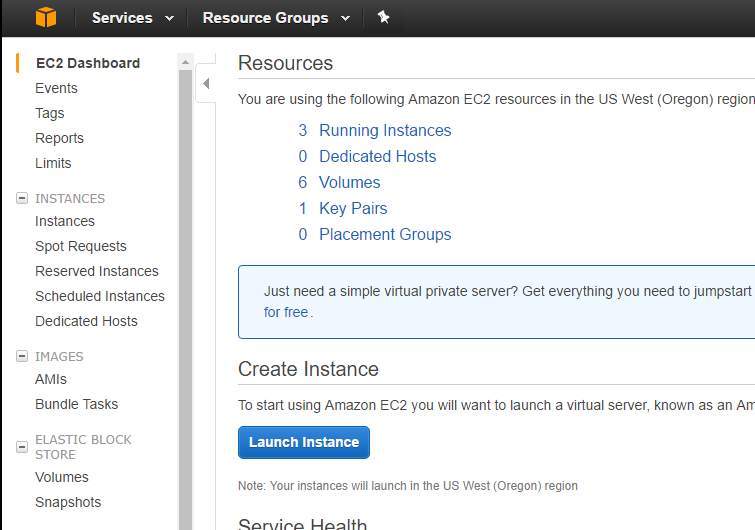 Services
Resource Groups
EC2 Dashboard
Events
Tags
Reports
Limits
INSTANCES
Instances
Spot Requests
Reserved Instances
Scheduled Instances
Dedicated Hosts
IMAGES
AMIs
Bundle Tasks
ELASTIC BLOCK
STORE
Volumes
Snapshots
Resources
You are using the following Amazon EC2 resources in the US West (Oregon) region
3 Running Instances
0 Dedicated Hosts
6 Volumes
1 Key Pairs
0 Placement Groups
Just need a simple virtual private server? Get everything you need to jumpstart
for free.
Create Instance
To start using Amazon EC2 you will want to launch a virtual server, known as an Am
Launch Instance
Note: Your instances will launch in the US West (Oregon) region
Service Health